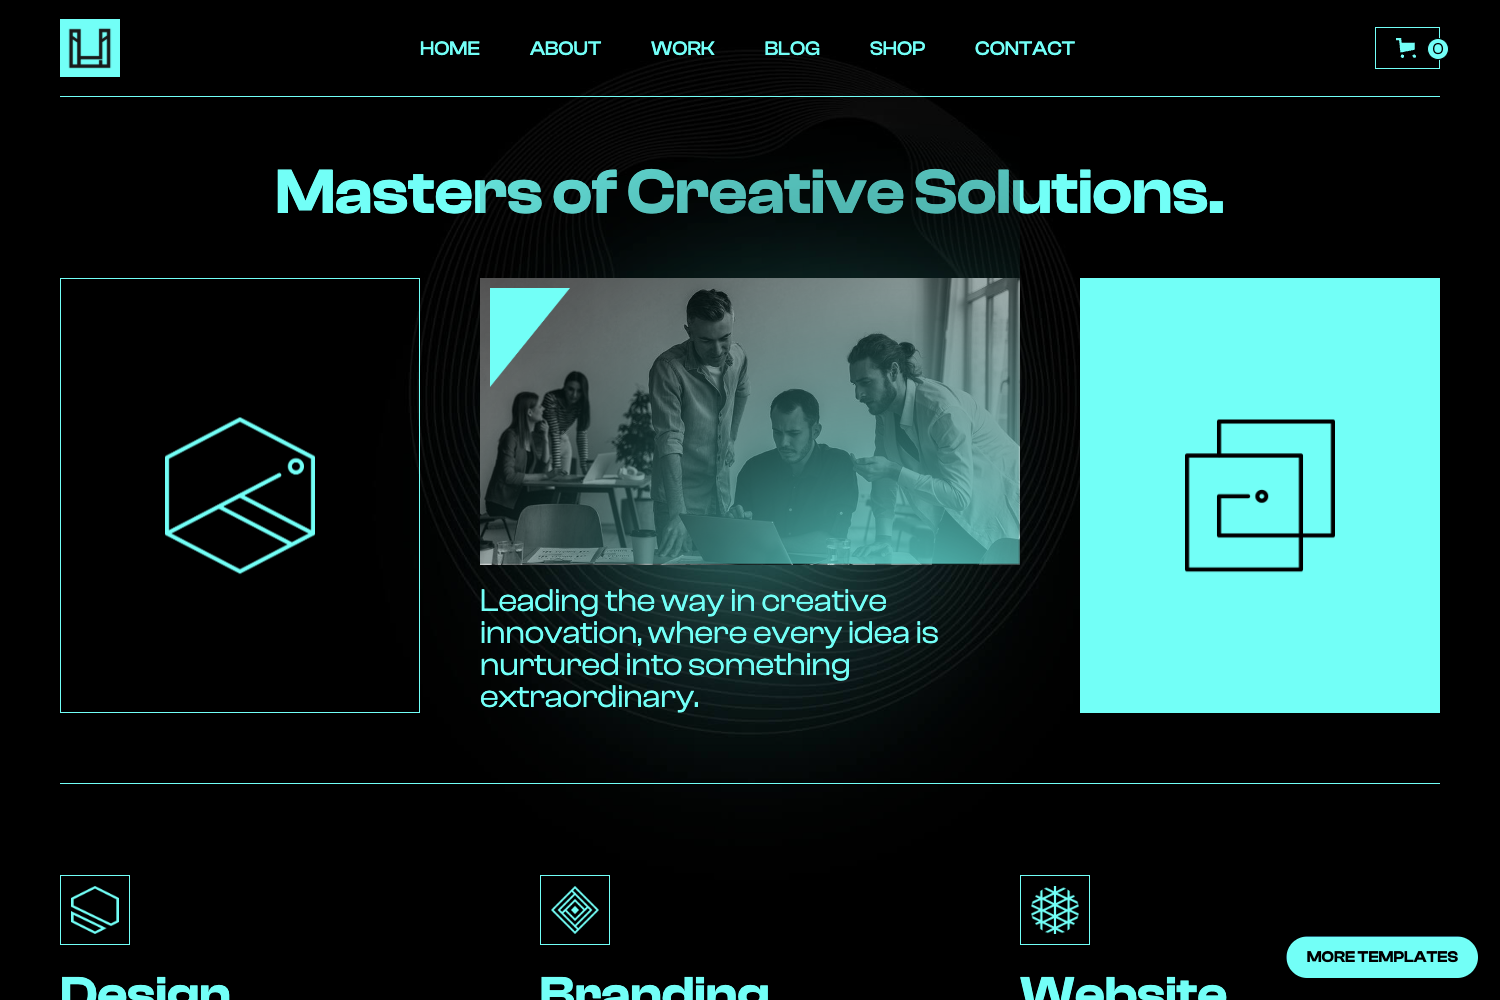 HOME ABOUT WORK BLOG SHOP CONTACT 0
Masters of Creative Solutions.
Leading the way in creative
innovation, where every idea is
nurtured into something
extraordinary.
MORE TEMPLATES
Design Branding Website